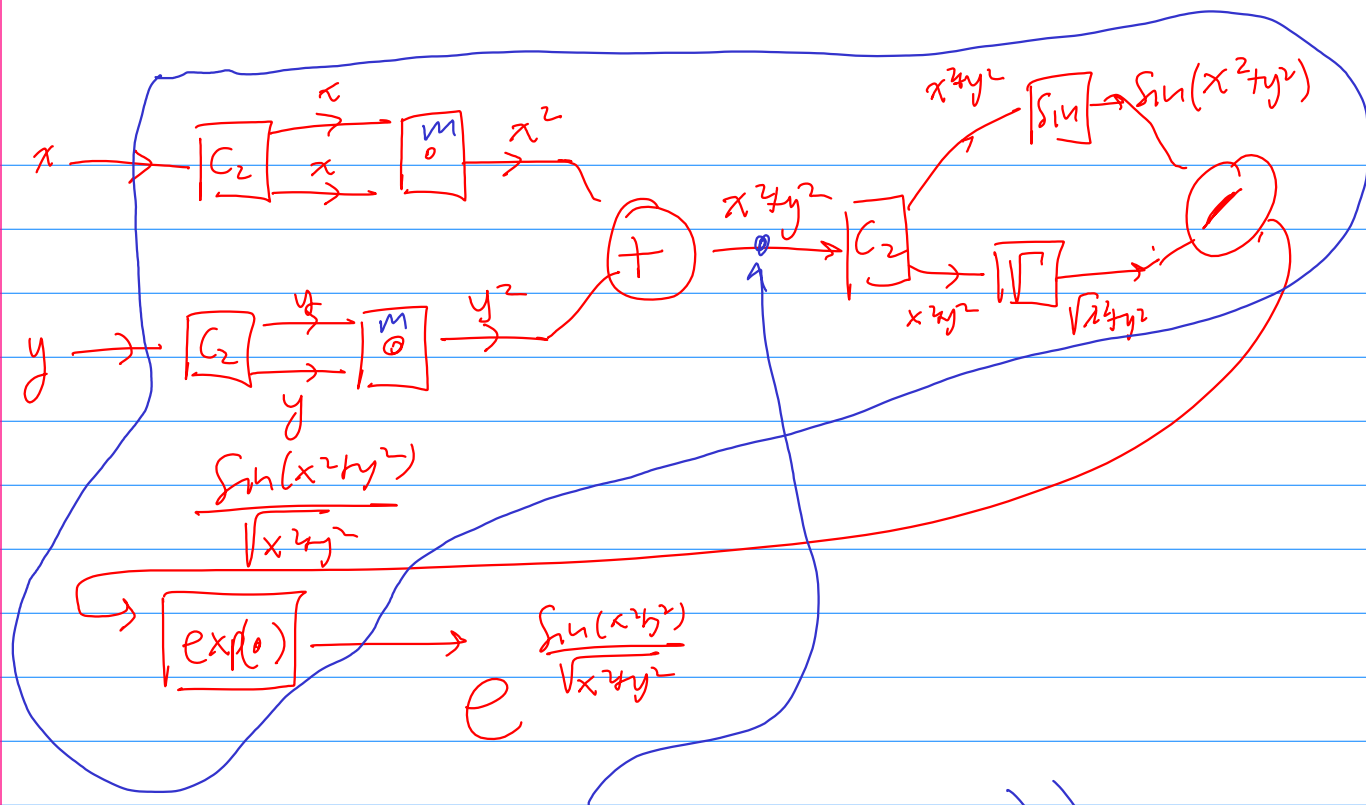 x C₂ x x m · x² + x²+y² C₂ x²+y² sin sin(x²+y²) /
x²+y² √ √x²+y²
y C₂ y y m · y²
sin(x²+y²)
√x²+y²
exp(·) e sin(x²+y²)
√x²+y²